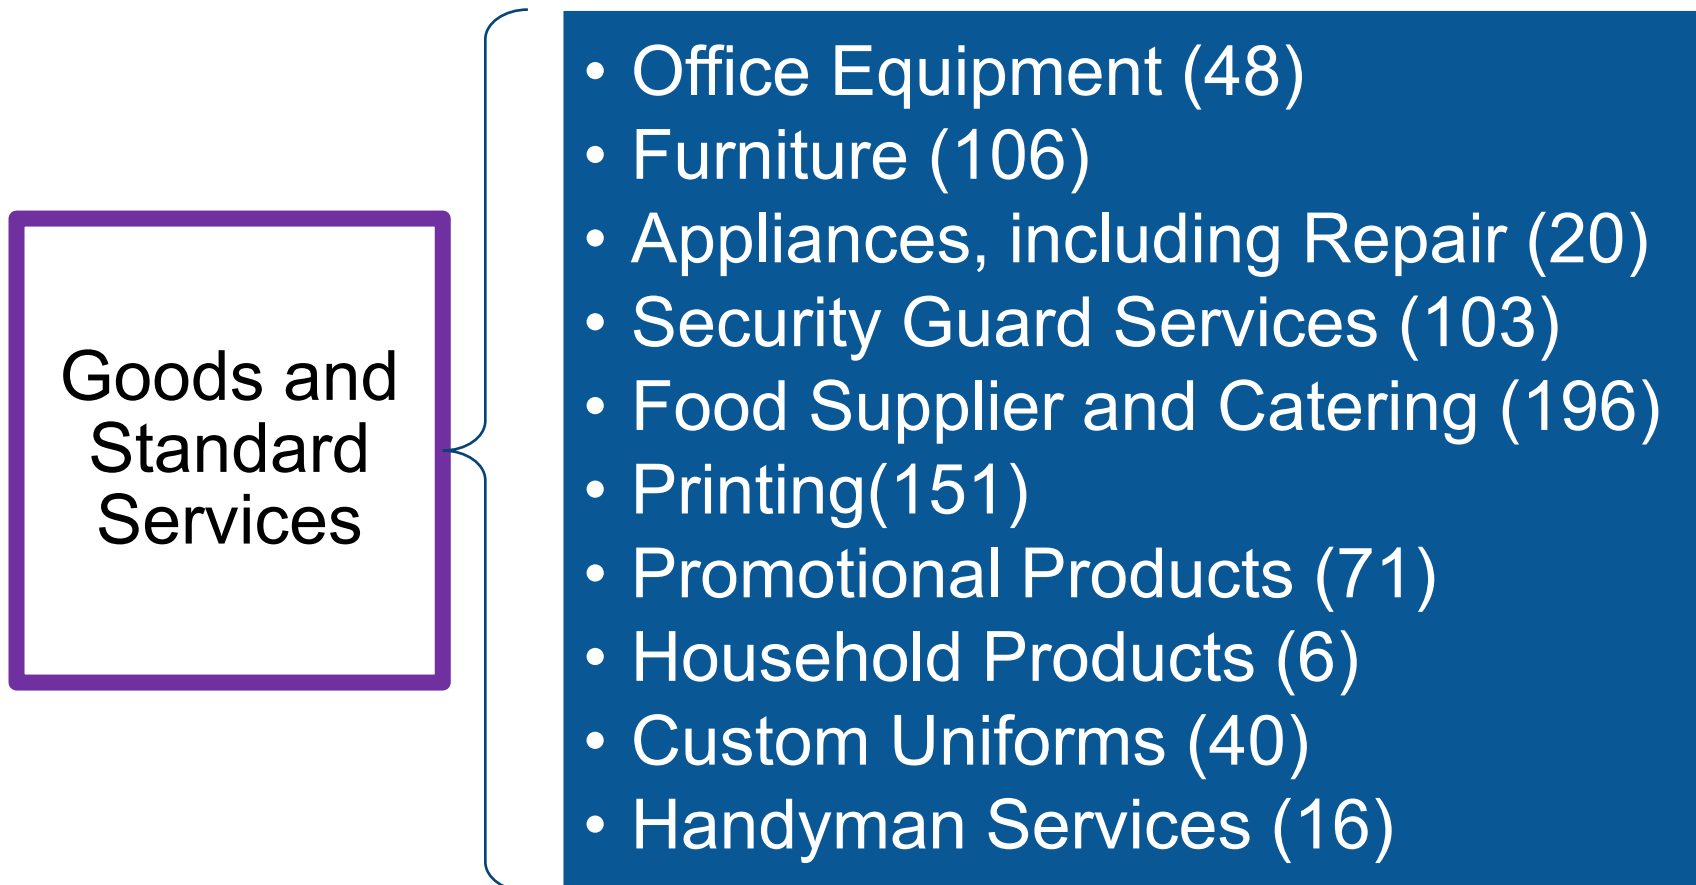 Goods and
Standard
Services
• Office Equipment (48)
• Furniture (106)
• Appliances, including Repair (20)
• Security Guard Services (103)
• Food Supplier and Catering (196)
• Printing(151)
• Promotional Products (71)
• Household Products (6)
• Custom Uniforms (40)
• Handyman Services (16)